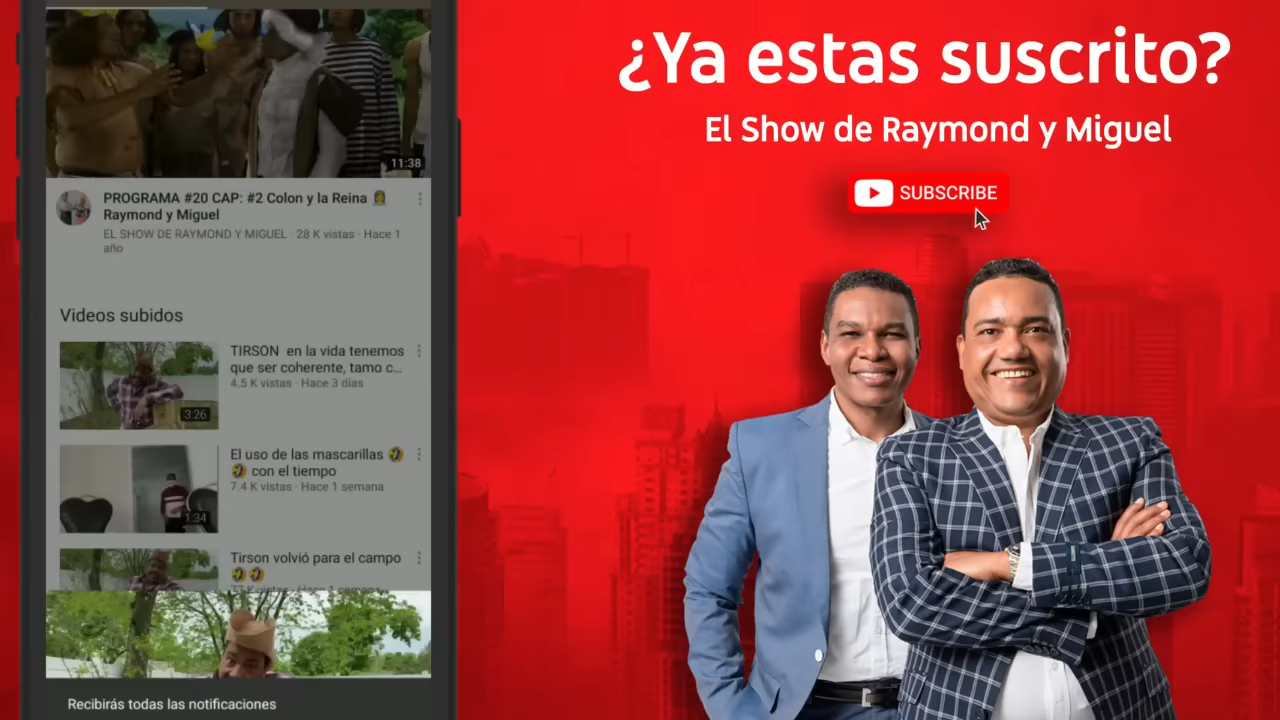 11:38
PROGRAMA #20 CAP: #2 Colon y la Reina 👸
Raymond y Miguel
EL SHOW DE RAYMOND Y MIGUEL · 28 K vistas · Hace 1
año
Videos subidos
TIRSON en la vida tenemos
que ser coherente, tamo c...
4.5 K vistas · Hace 3 días
3:26
El uso de las mascarillas 🤣
🤣 con el tiempo
7.4 K vistas · Hace 1 semana
1:34
Tirson volvió para el campo
🤣🤣
Recibirás todas las notificaciones
¿Ya estas suscrito?
El Show de Raymond y Miguel
SUBSCRIBE